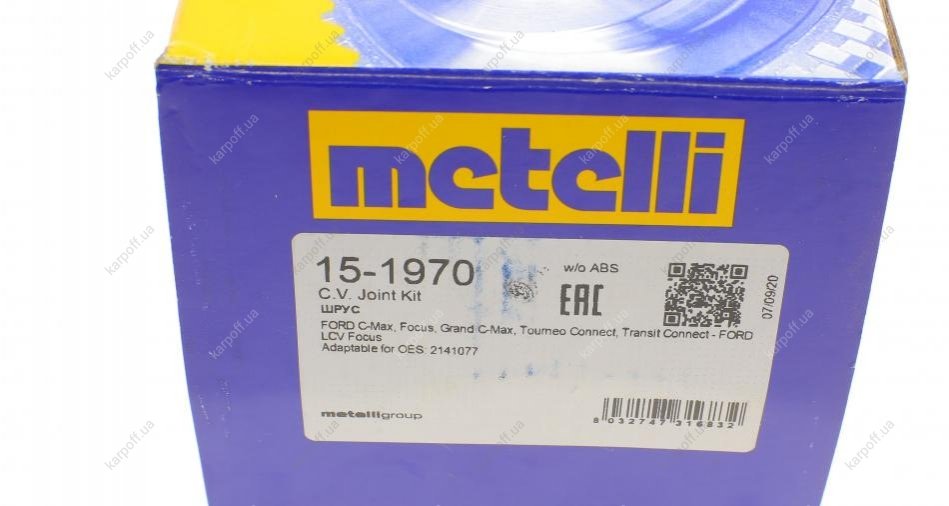 metelli
15-1970
w/o ABS
C.V. Joint Kit
ШРУС
EAC
07/09/20
FORD C-Max, Focus, Grand C-Max, Tourneo Connect, Transit Connect - FORD
LCV Focus
Adaptable for OES: 2141077
metelligroup
8 032747 316832
karpoff.ua